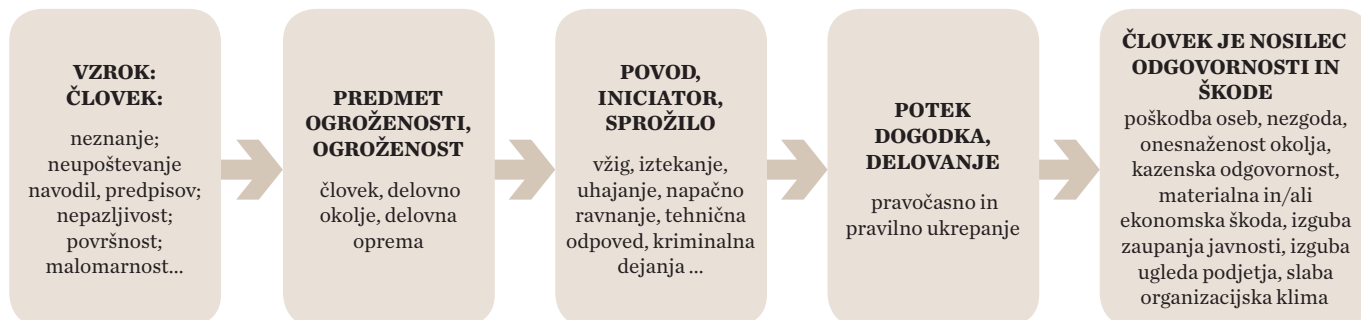 VZROK:
ČLOVEK:
neznanje;
neupoštevanje
navodil, predpisov;
nepazljivost;
površnost;
malomarnost...
PREDMET
OGROŽENOSTI,
OGROŽENOST
človek, delovno
okolje, delovna
oprema
POVOD,
INICIATOR,
SPROŽILO
vžig, iztekanje,
uhajanje, napačno
ravnanje, tehnična
odpoved, kriminalna
dejanja ...
POTEK
DOGODKA,
DELOVANJE
pravočasno in
pravilno ukrepanje
ČLOVEK JE NOSILEC
ODGOVORNOSTI IN
ŠKODE
poškodba oseb, nezgoda,
onesnaženost okolja,
kazenska odgovornost,
materialna in/ali
ekonomska škoda, izguba
zaupanja javnosti, izguba
ugleda podjetja, slaba
organizacijska klima